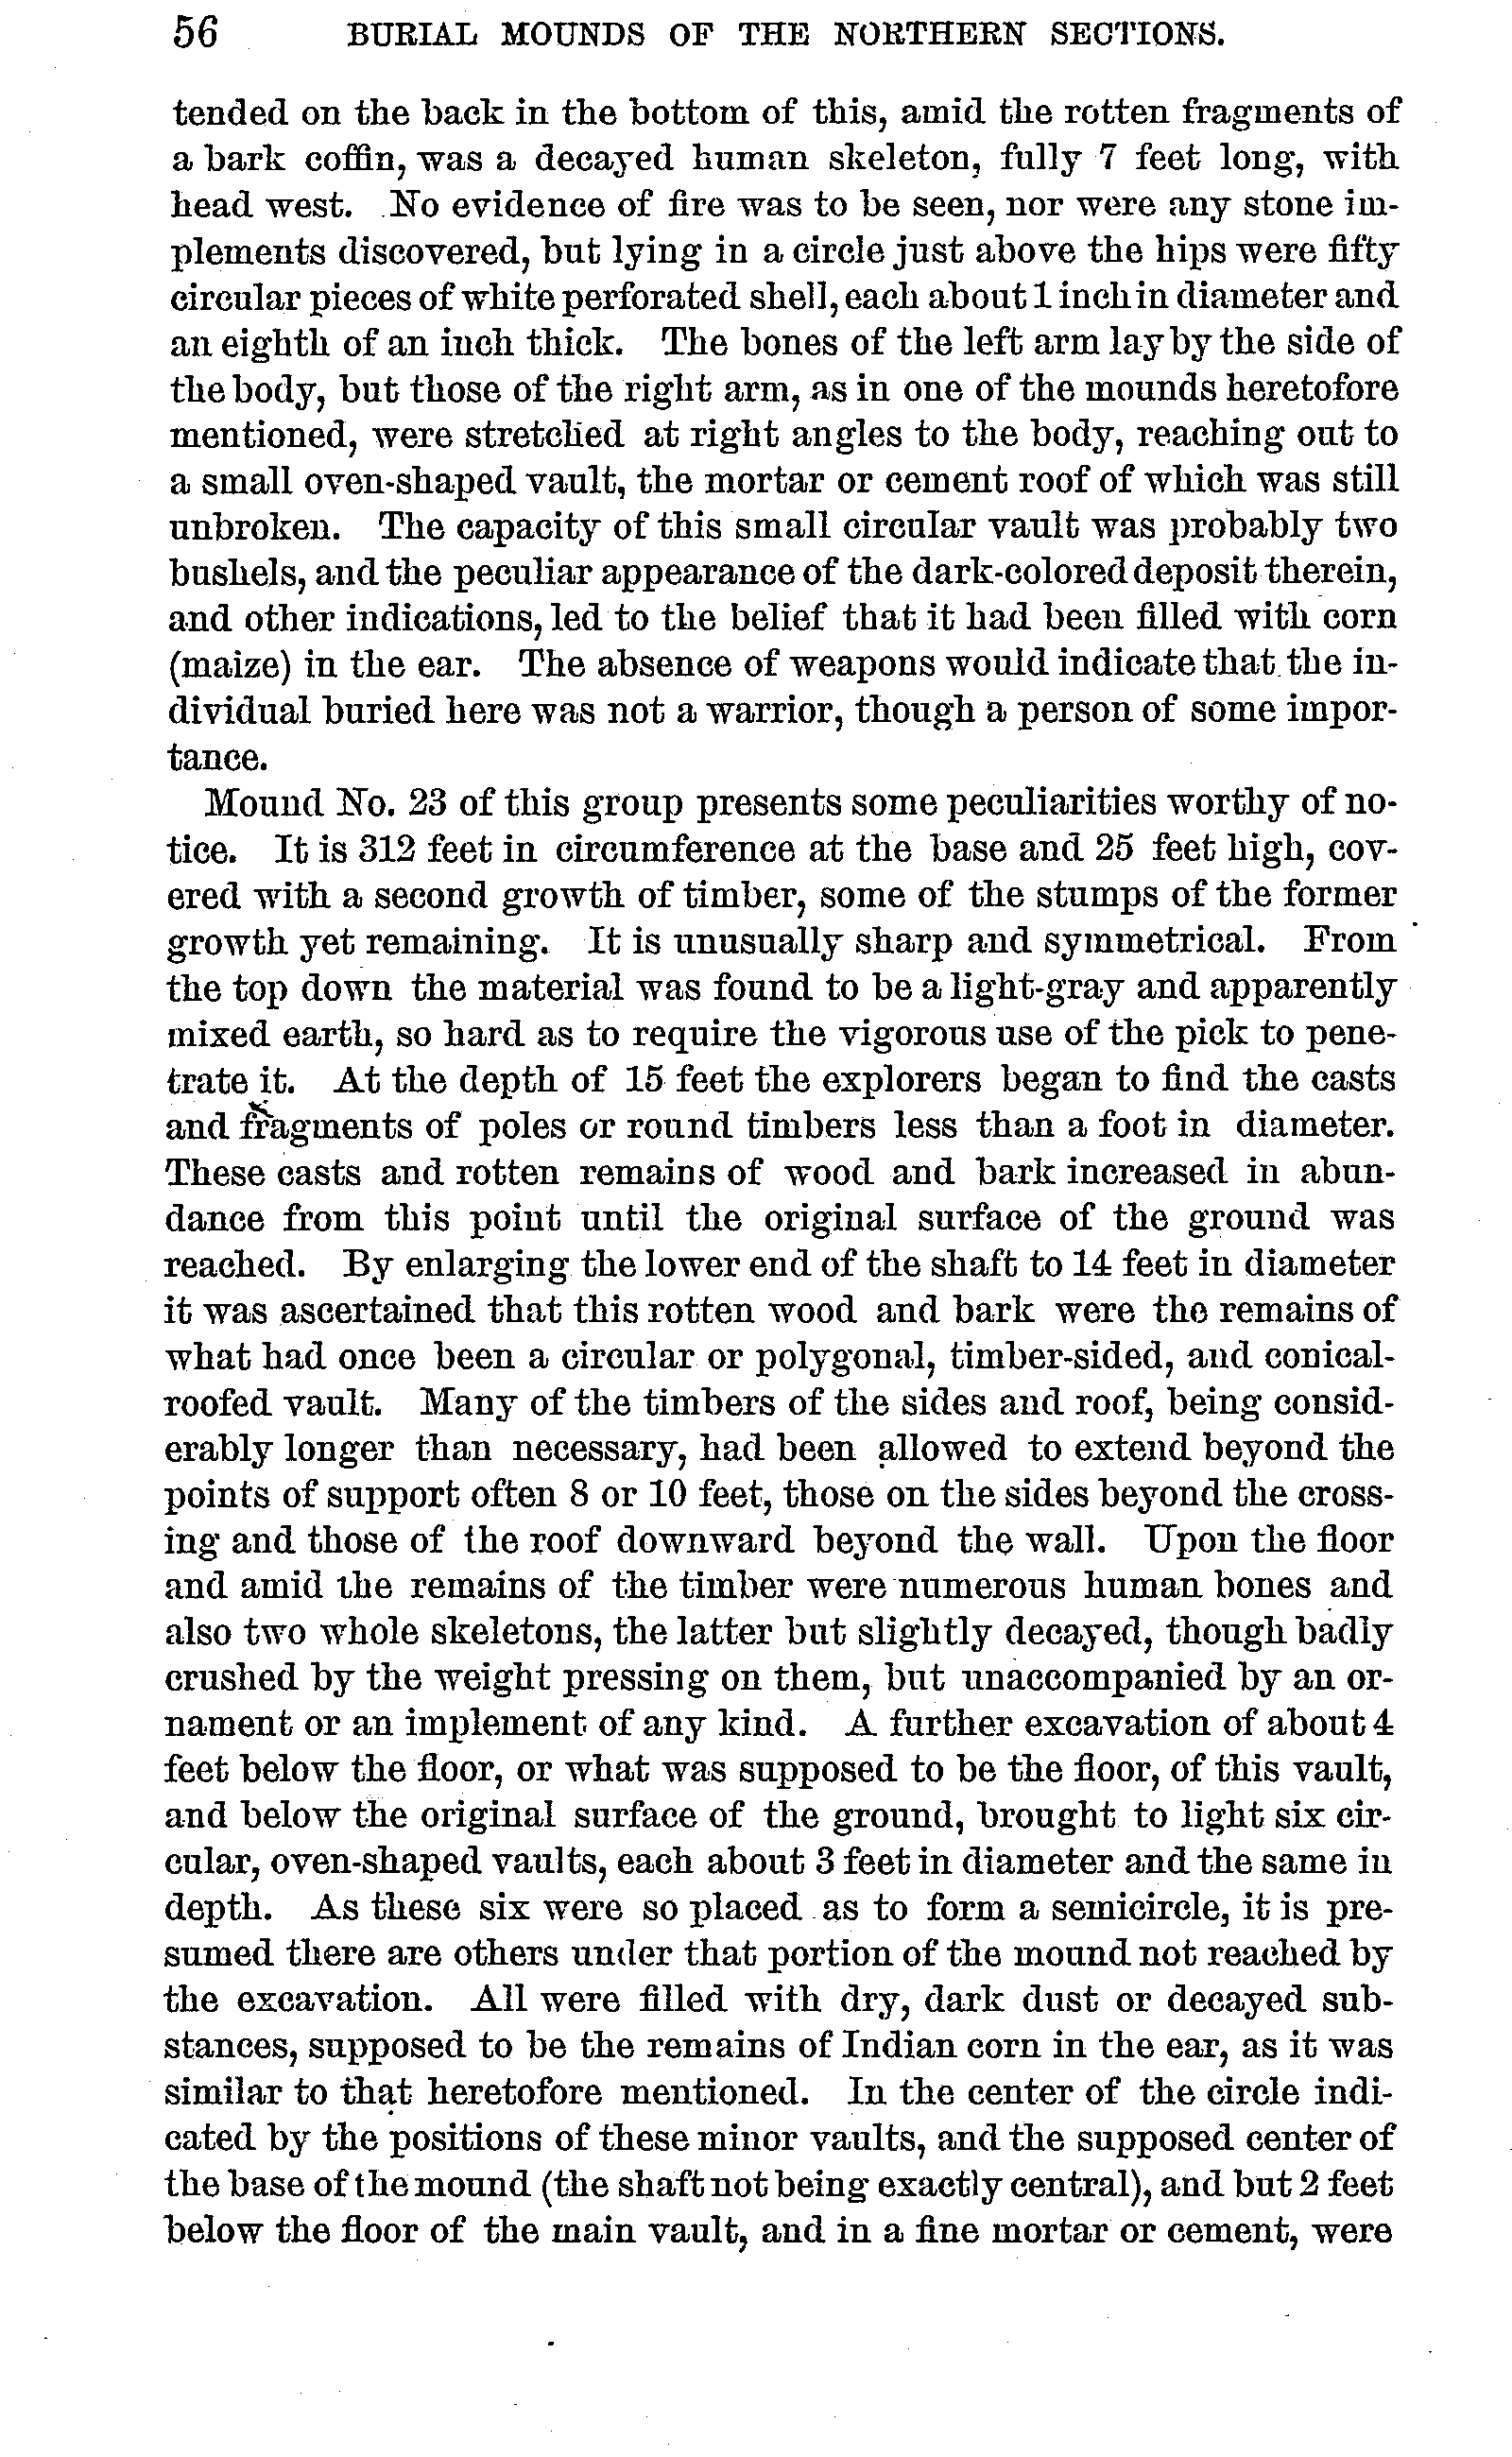 56 BURIAL MOUNDS OF THE NORTHERN SECTIONS.
tended on the back in the bottom of this, amid the rotten fragments of
a bark coffin, was a decayed human skeleton, fully 7 feet long, with
head west. No evidence of fire was to be seen, nor were any stone im-
plements discovered, but lying in a circle just above the hips were fifty
circular pieces of white perforated shell, each about 1 inch in diameter and
an eighth of an inch thick. The bones of the left arm lay by the side of
the body, but those of the right arm, as in one of the mounds heretofore
mentioned, were stretched at right angles to the body, reaching out to
a small oven-shaped vault, the mortar or cement roof of which was still
unbroken. The capacity of this small circular vault was probably two
bushels, and the peculiar appearance of the dark-colored deposit therein,
and other indications, led to the belief that it had been filled with corn
(maize) in the ear. The absence of weapons would indicate that the in-
dividual buried here was not a warrior, though a person of some impor-
tance.
Mound No. 23 of this group presents some peculiarities worthy of no-
tice. It is 312 feet in circumference at the base and 25 feet high, cov-
ered with a second growth of timber, some of the stumps of the former
growth yet remaining. It is unusually sharp and symmetrical. From
the top down the material was found to be a light-gray and apparently
mixed earth, so hard as to require the vigorous use of the pick to pene-
trate it. At the depth of 15 feet the explorers began to find the casts
and fragments of poles or round timbers less than a foot in diameter.
These casts and rotten remains of wood and bark increased in abun-
dance from this point until the original surface of the ground was
reached. By enlarging the lower end of the shaft to 14 feet in diameter
it was ascertained that this rotten wood and bark were the remains of
what had once been a circular or polygonal, timber-sided, and conical-
roofed vault. Many of the timbers of the sides and roof, being consid-
erably longer than necessary, had been allowed to extend beyond the
points of support often 8 or 10 feet, those on the sides beyond the cross-
ing and those of the roof downward beyond the wall. Upon the floor
and amid the remains of the timber were numerous human bones and
also two whole skeletons, the latter but slightly decayed, though badly
crushed by the weight pressing on them, but unaccompanied by an or-
nament or an implement of any kind. A further excavation of about 4
feet below the floor, or what was supposed to be the floor, of this vault,
and below the original surface of the ground, brought to light six cir-
cular, oven-shaped vaults, each about 3 feet in diameter and the same in
depth. As these six were so placed as to form a semicircle, it is pre-
sumed there are others under that portion of the mound not reached by
the excavation. All were filled with dry, dark dust or decayed sub-
stances, supposed to be the remains of Indian corn in the ear, as it was
similar to that heretofore mentioned. In the center of the circle indi-
cated by the positions of these minor vaults, and the supposed center of
the base of the mound (the shaft not being exactly central), and but 2 feet
below the floor of the main vault, and in a fine mortar or cement, were